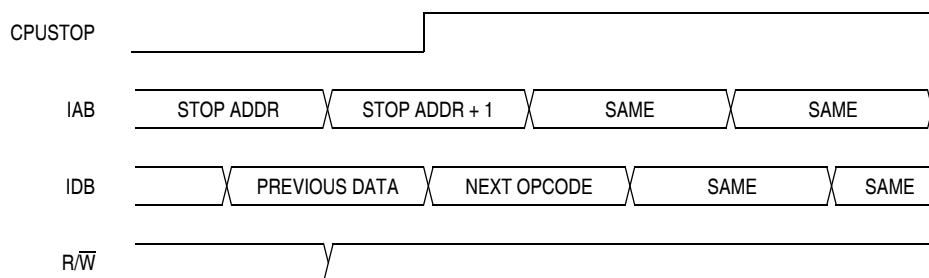 CPUSTOP
IAB STOP ADDR STOP ADDR + 1 SAME SAME
IDB PREVIOUS DATA NEXT OPCODE SAME SAME
R/W̅